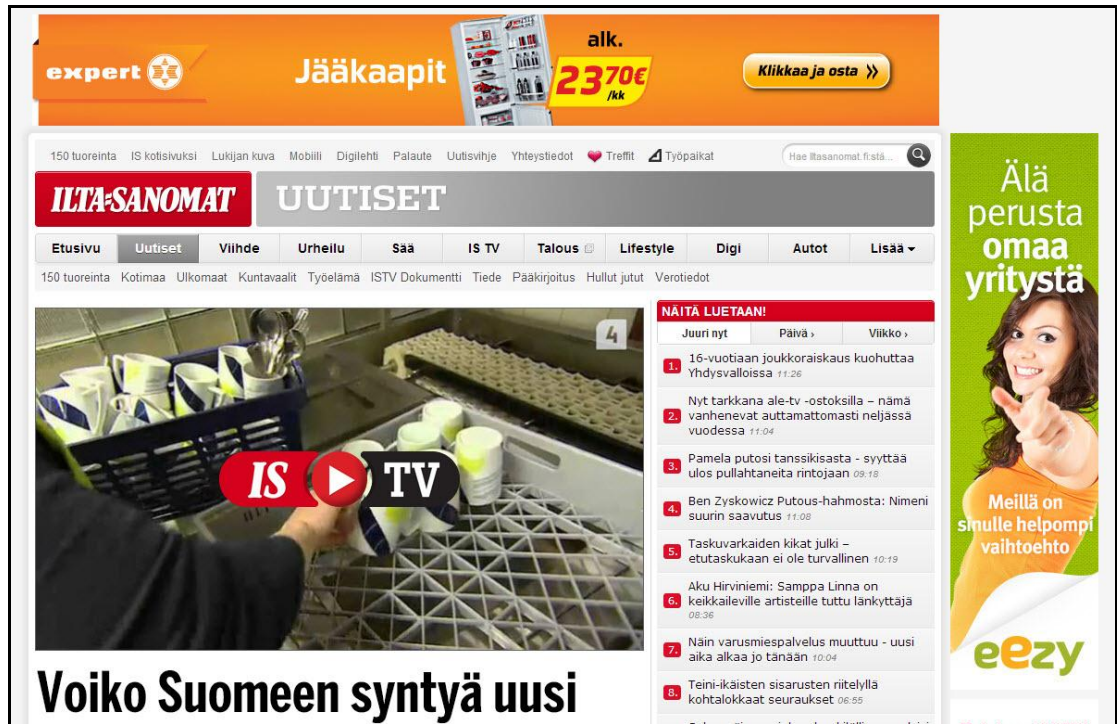 expert
Jääkaapit
alk.
23 70€
/kk
Klikkaa ja osta »
150 tuoreinta IS kotisivuksi Lukijan kuva Mobiili Digilehti Palaute Uutisvihje Yhteystiedot Treffit Työpaikat
Hae Iltasanomat.fi:stä...
ILTA-SANOMAT
UUTISET
Etusivu Uutiset Viihde Urheilu Sää IS TV Talous Lifestyle Digi Autot Lisää
150 tuoreinta Kotimaa Ulkomaat Kuntavaalit Työelämä ISTV Dokumentti Tiede Pääkirjoitus Hullut jutut Verotiedot
4
IS TV
Voiko Suomeen syntyä uusi
NÄITÄ LUETAAN!
Juuri nyt Päivä › Viikko ›
1. 16-vuotiaan joukkoraiskaus kuohuttaa
Yhdysvalloissa 11:26
2. Nyt tarkkana ale-tv -ostoksilla – nämä
vanhenevat auttamattomasti neljässä
vuodessa 11:04
3. Pamela putosi tanssikisasta - syyttää
ulos pullahtaneita rintojaan 09:18
4. Ben Zyskowicz Putous-hahmosta: Nimeni
suurin saavutus 11:08
5. Taskuvarkaiden kikat julki –
etutaskukaan ei ole turvallinen 10:19
6. Aku Hirviniemi: Samppa Linna on
keikkaileville artisteille tuttu länkyttäjä
08:36
7. Näin varusmiespalvelus muuttuu - uusi
aika alkaa jo tänään 10:04
8. Teini-ikäisten sisarusten riitelyllä
kohtalokkaat seuraukset 06:55
Älä
perusta
omaa
yritystä
Meillä on
sinulle helpompi
vaihtoehto
eezy